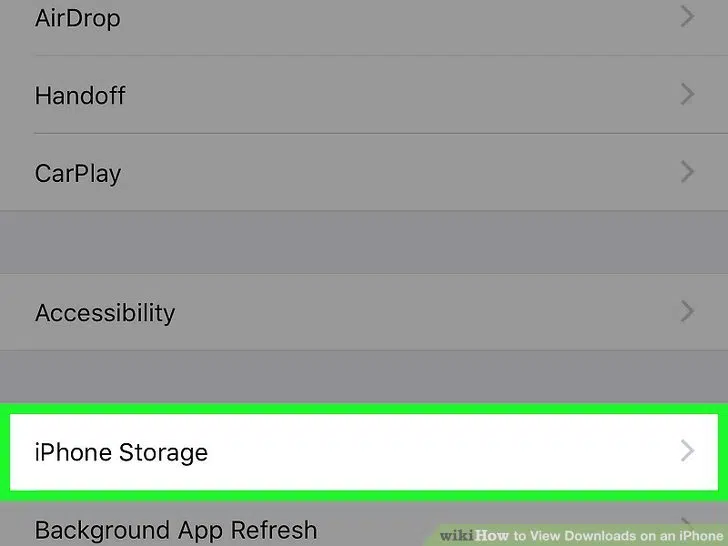 AirDrop
Handoff
CarPlay
Accessibility
iPhone Storage
Background App Refresh
wikiHow to View Downloads on an iPhone